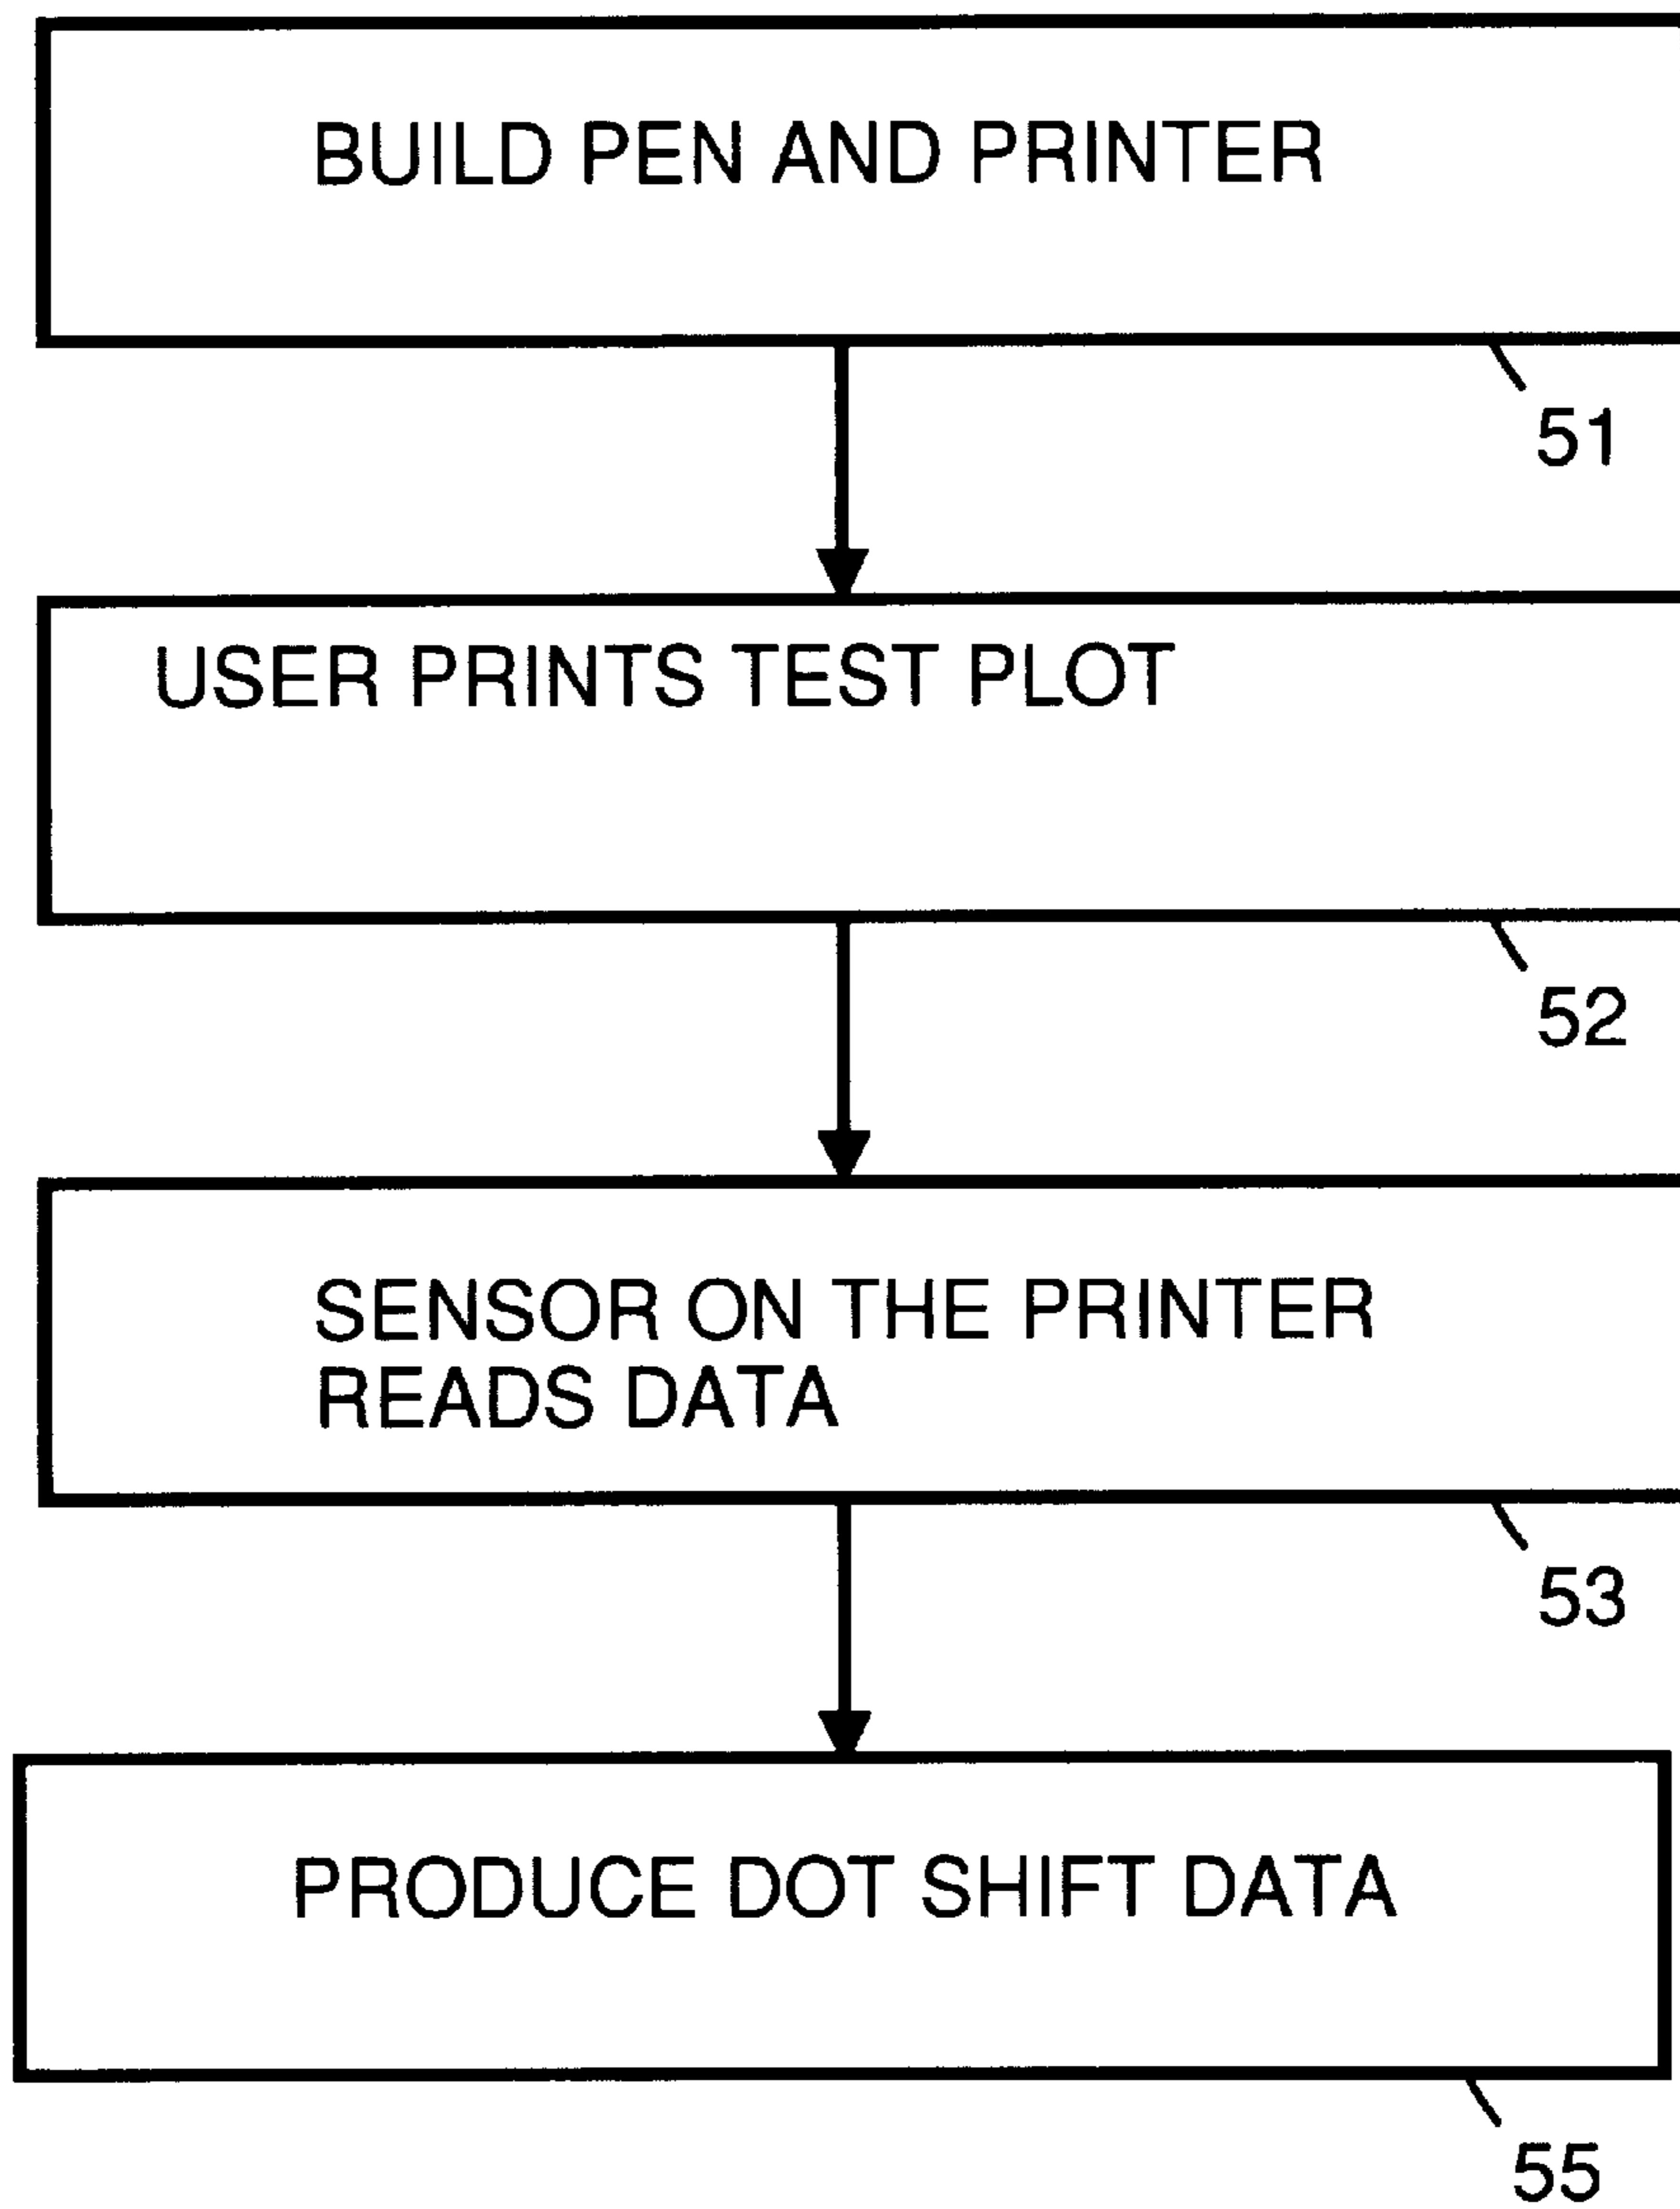 BUILD PEN AND PRINTER
51
USER PRINTS TEST PLOT
52
SENSOR ON THE PRINTER
READS DATA
53
PRODUCE DOT SHIFT DATA
55